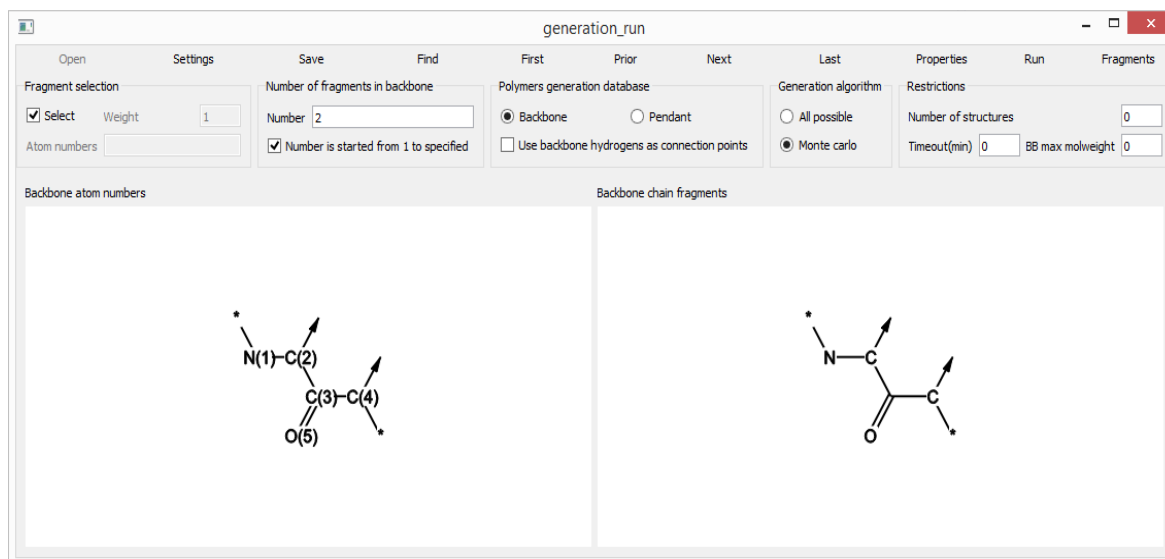 generation_run
Open Settings Save Find First Prior Next Last Properties Run Fragments
Fragment selection Number of fragments in backbone Polymers generation database Generation algorithm Restrictions
Select Weight 1 Number 2 Backbone Pendant All possible Number of structures 0
Atom numbers Number is started from 1 to specified Use backbone hydrogens as connection points Monte carlo Timeout(min) 0 BB max molweight 0
Backbone atom numbers Backbone chain fragments
* *
N(1) C(2) N C
C(3) C(4) C
O(5) * O *